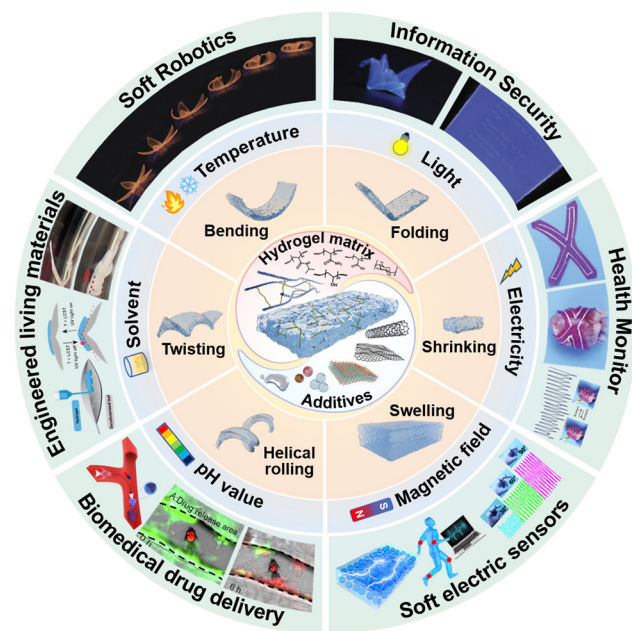 Soft Robotics
Information Security
Temperature
Light
Bending
Folding
Hydrogel matrix
Engineered living materials
Solvent
Twisting
Shrinking
Electricity
Health Monitor
Additives
Swelling
Helical
rolling
pH value
Magnetic field
N
S
Biomedical drug delivery
A Drug release area
6 h
Soft electric sensors